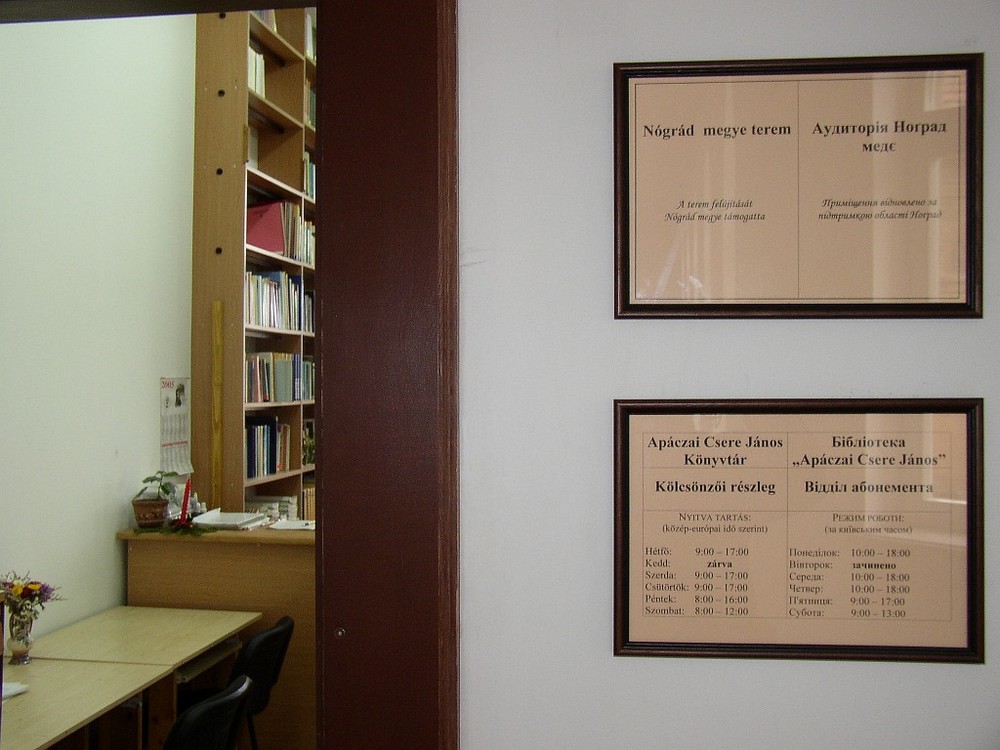 Nógrád megye terem
A terem felújítását
Nógrád megye támogatta
Аудиторія Ноград
медє
Приміщення відновлено за
підтримкою області Ноград
Apáczai Csere János
Könyvtár
Kölcsönzői részleg
NYITVA TARTÁS:
(közép-európai idő szerint)
Hétfő: 9:00 – 17:00
Kedd: zárva
Szerda: 9:00 – 17:00
Csütörtök: 9:00 – 17:00
Péntek: 8:00 – 16:00
Szombat: 8:00 – 12:00
Бібліотека
„Apáczai Csere János”
Відділ абонемента
РЕЖИМ РОБОТИ:
(за київським часом)
Понеділок: 10:00 – 18:00
Вівторок: зачинено
Середа: 10:00 – 18:00
Четвер: 10:00 – 18:00
П'ятниця: 9:00 – 17:00
Субота: 9:00 – 13:00
2005